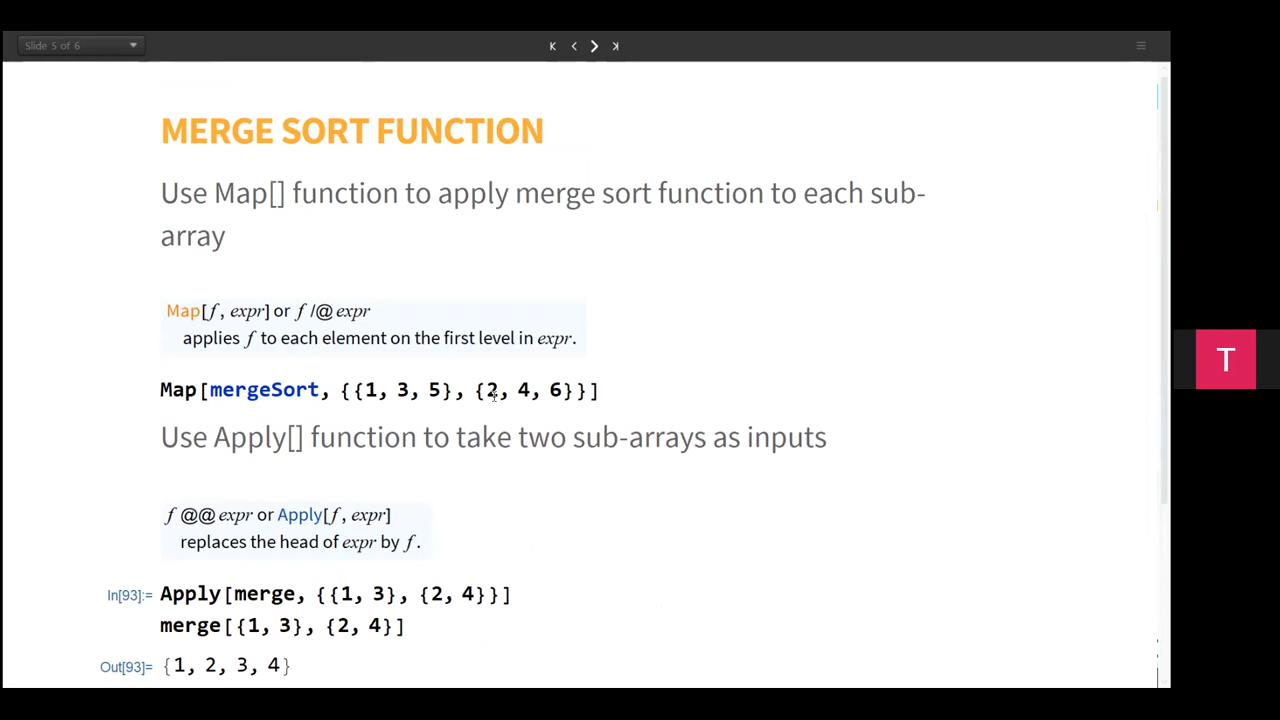 Slide 5 of 6
MERGE SORT FUNCTION
Use Map[] function to apply merge sort function to each sub-
array
Map[f, expr] or f /@ expr
applies f to each element on the first level in expr.
Map[mergeSort, {{1, 3, 5}, {2, 4, 6}}]
Use Apply[] function to take two sub-arrays as inputs
f @@ expr or Apply[f, expr]
replaces the head of expr by f.
In[93]:= Apply[merge, {{1, 3}, {2, 4}}]
merge[{1, 3}, {2, 4}]
Out[93]= {1, 2, 3, 4}
T